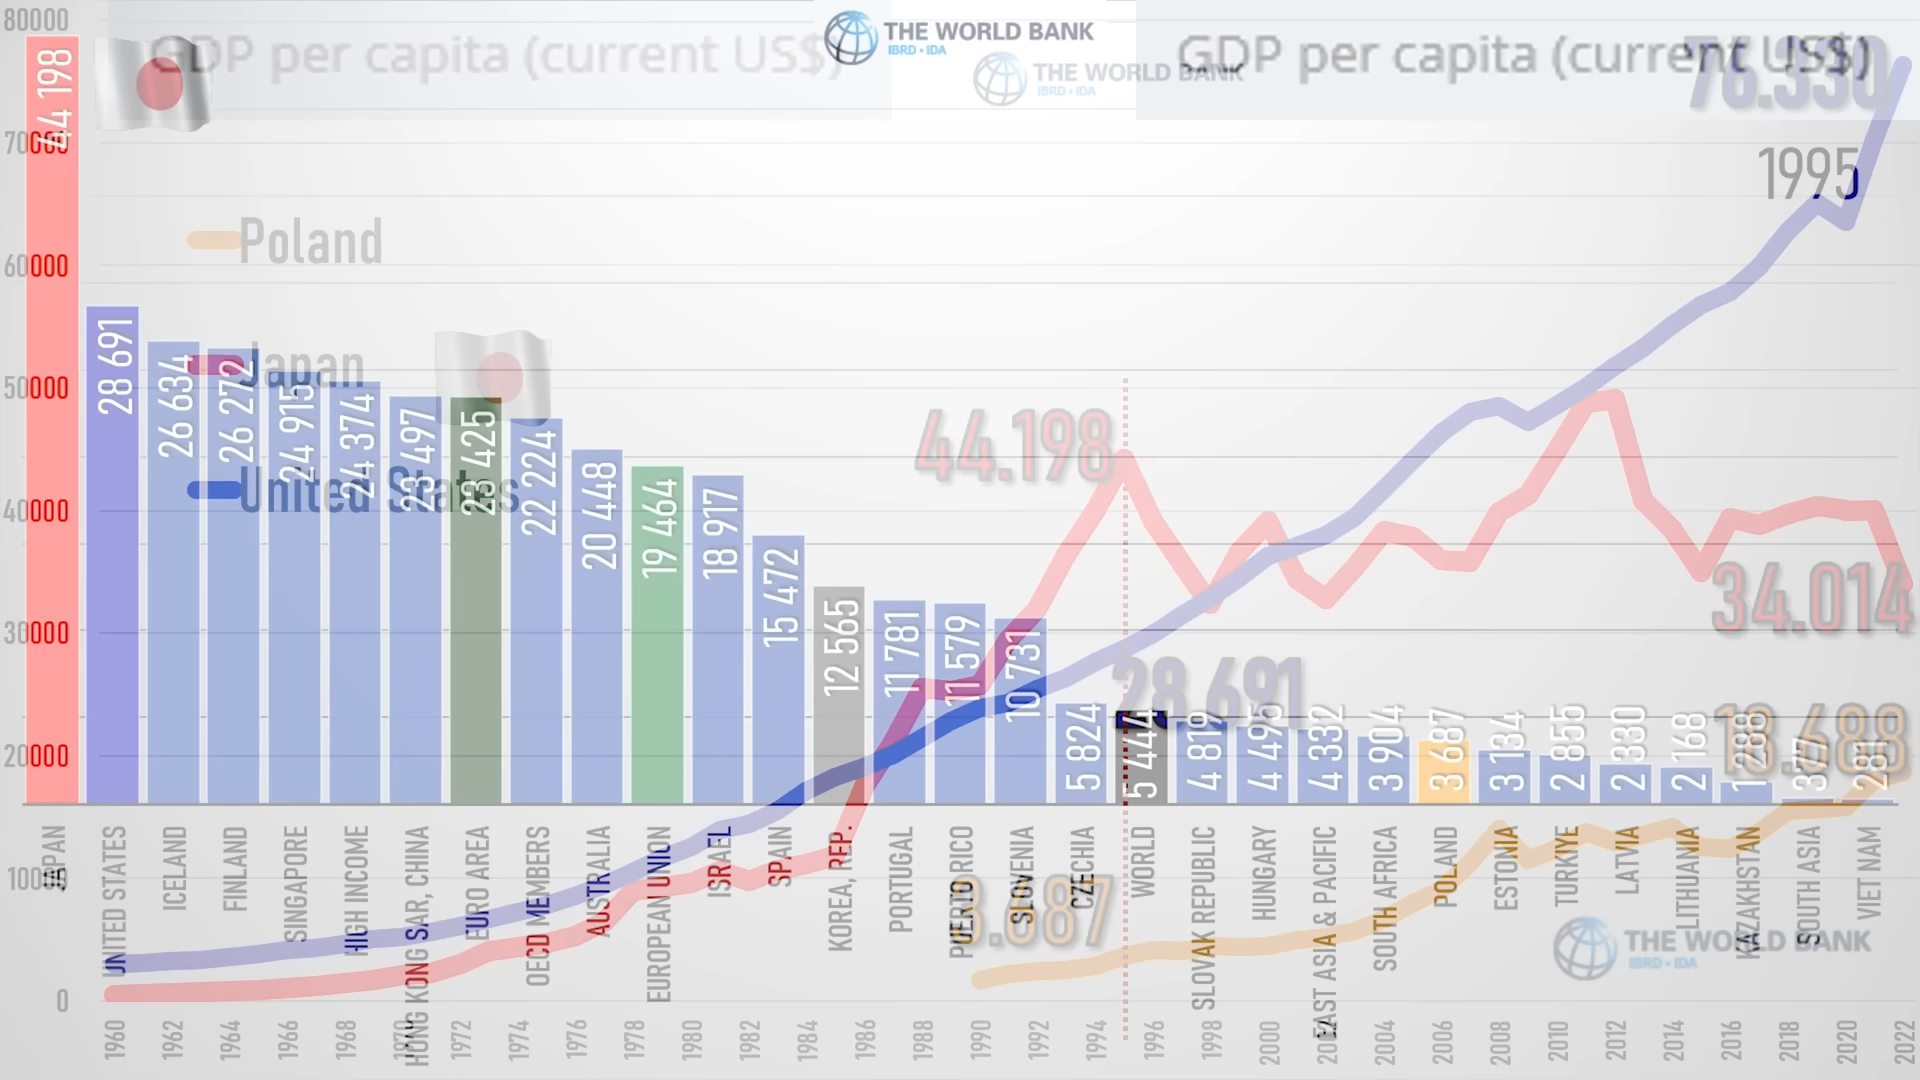 80000
70000
60000
50000
40000
30000
20000
10000
0
GDP per capita (current US$)
THE WORLD BANK
IBRD • IDA
THE WORLD BANK
IBRD • IDA
GDP per capita (current US$)
76.330
1995
Poland
Japan
United States
44.198
34.014
28.691
18.688
3.687
44 198
28 691
26 634
26 272
24 915
24 374
23 497
23 425
22 224
20 448
19 464
18 917
15 472
12 565
11 781
11 579
10 731
5 824
5 444
4 819
4 495
4 332
3 904
3 687
3 134
2 855
2 330
2 168
1 288
377
281
JAPAN
UNITED STATES
ICELAND
FINLAND
SINGAPORE
HIGH INCOME
HONG KONG SAR, CHINA
EURO AREA
OECD MEMBERS
AUSTRALIA
EUROPEAN UNION
ISRAEL
SPAIN
KOREA, REP.
PORTUGAL
PUERTO RICO
SLOVENIA
CZECHIA
WORLD
SLOVAK REPUBLIC
HUNGARY
EAST ASIA & PACIFIC
SOUTH AFRICA
POLAND
ESTONIA
TURKIYE
LATVIA
LITHUANIA
KAZAKHSTAN
SOUTH ASIA
VIET NAM
THE WORLD BANK
IBRD • IDA
1960
1962
1964
1966
1968
1970
1972
1974
1976
1978
1980
1982
1984
1986
1988
1990
1992
1994
1996
1998
2000
2002
2004
2006
2008
2010
2012
2014
2016
2018
2020
2022